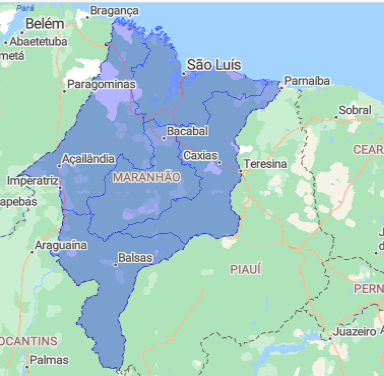 Pará
Bragança
Belém
Abaetetuba
metá
São Luís
Paragominas
Parnaíba
Sobral
Bacabal
CEAR
Açailândia
Caxias
Teresina
Imperatriz
MARANHÃO
apebas
Araguaína
Balsas
PIAUÍ
J
d
PERN
OCANTINS
Juazeiro
Palmas